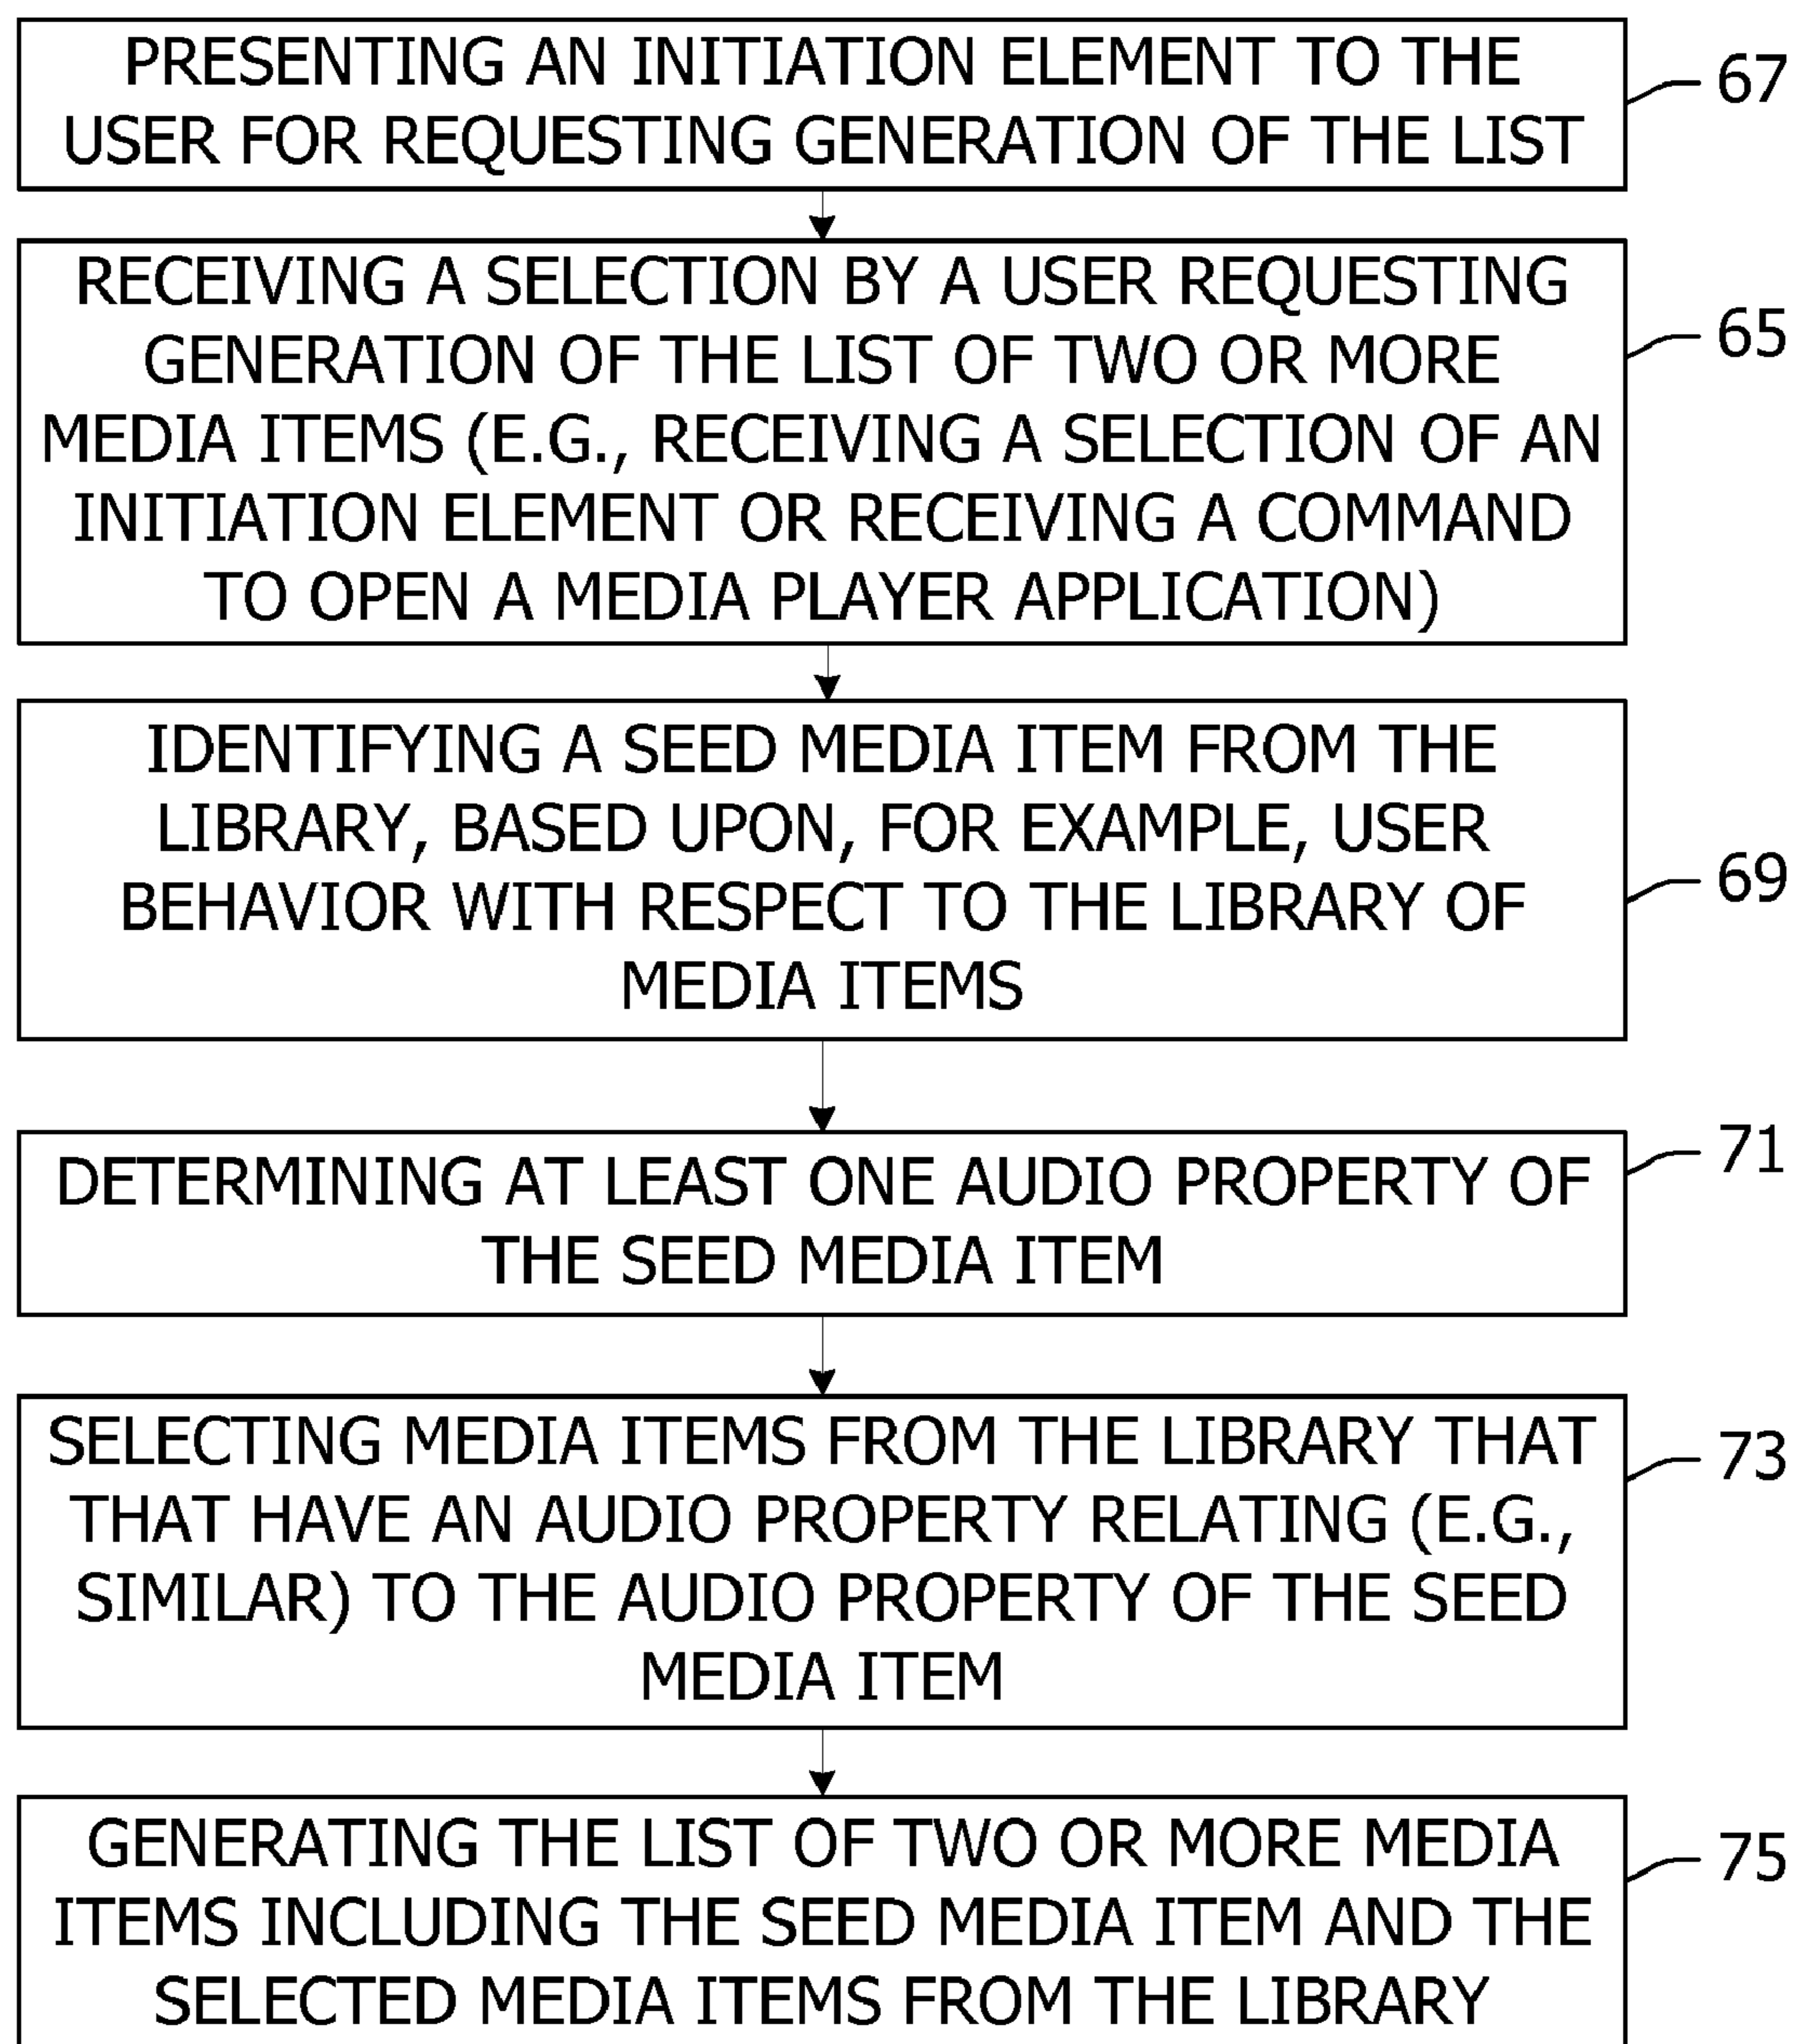 PRESENTING AN INITIATION ELEMENT TO THE
USER FOR REQUESTING GENERATION OF THE LIST
67
RECEIVING A SELECTION BY A USER REQUESTING
GENERATION OF THE LIST OF TWO OR MORE
MEDIA ITEMS (E.G., RECEIVING A SELECTION OF AN
INITIATION ELEMENT OR RECEIVING A COMMAND
TO OPEN A MEDIA PLAYER APPLICATION)
65
IDENTIFYING A SEED MEDIA ITEM FROM THE
LIBRARY, BASED UPON, FOR EXAMPLE, USER
BEHAVIOR WITH RESPECT TO THE LIBRARY OF
MEDIA ITEMS
69
DETERMINING AT LEAST ONE AUDIO PROPERTY OF
THE SEED MEDIA ITEM
71
SELECTING MEDIA ITEMS FROM THE LIBRARY THAT
THAT HAVE AN AUDIO PROPERTY RELATING (E.G.,
SIMILAR) TO THE AUDIO PROPERTY OF THE SEED
MEDIA ITEM
73
GENERATING THE LIST OF TWO OR MORE MEDIA
ITEMS INCLUDING THE SEED MEDIA ITEM AND THE
SELECTED MEDIA ITEMS FROM THE LIBRARY
75